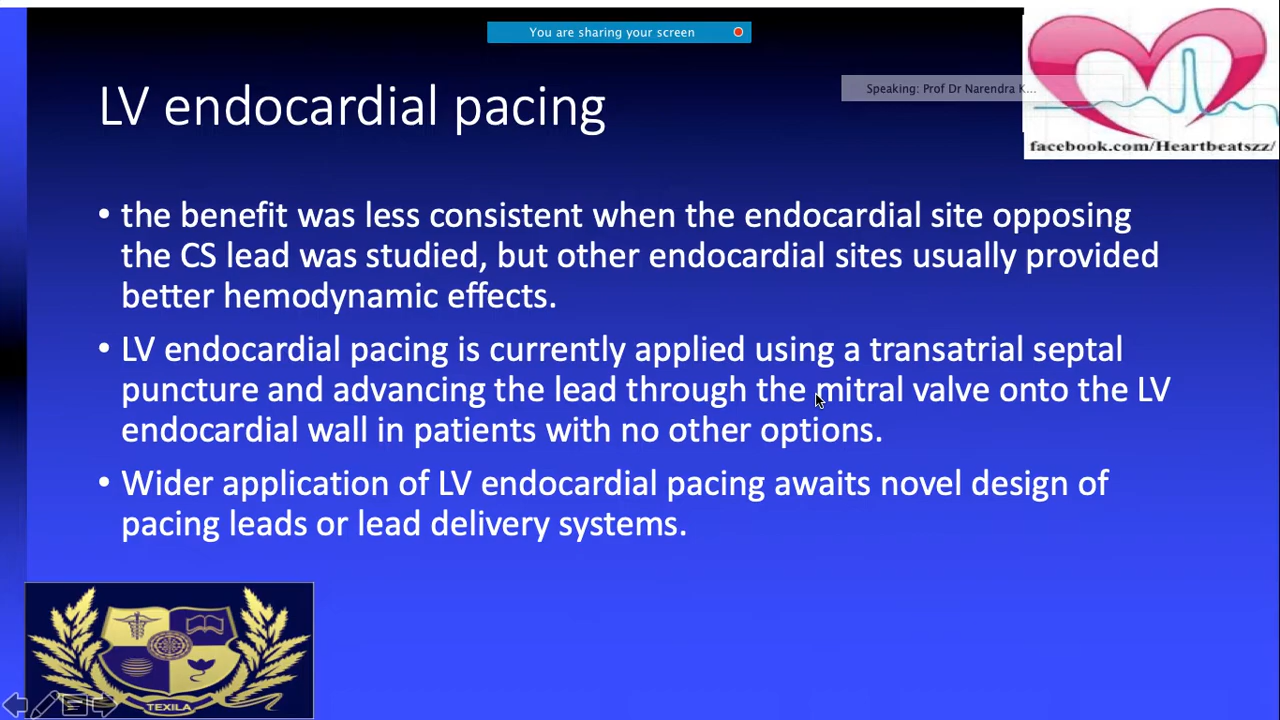 You are sharing your screen
Speaking: Prof Dr Narendra K...
facebook.com/Heartbeatszz/
LV endocardial pacing
• the benefit was less consistent when the endocardial site opposing
the CS lead was studied, but other endocardial sites usually provided
better hemodynamic effects.
• LV endocardial pacing is currently applied using a transatrial septal
puncture and advancing the lead through the mitral valve onto the LV
endocardial wall in patients with no other options.
• Wider application of LV endocardial pacing awaits novel design of
pacing leads or lead delivery systems.
TEXILA